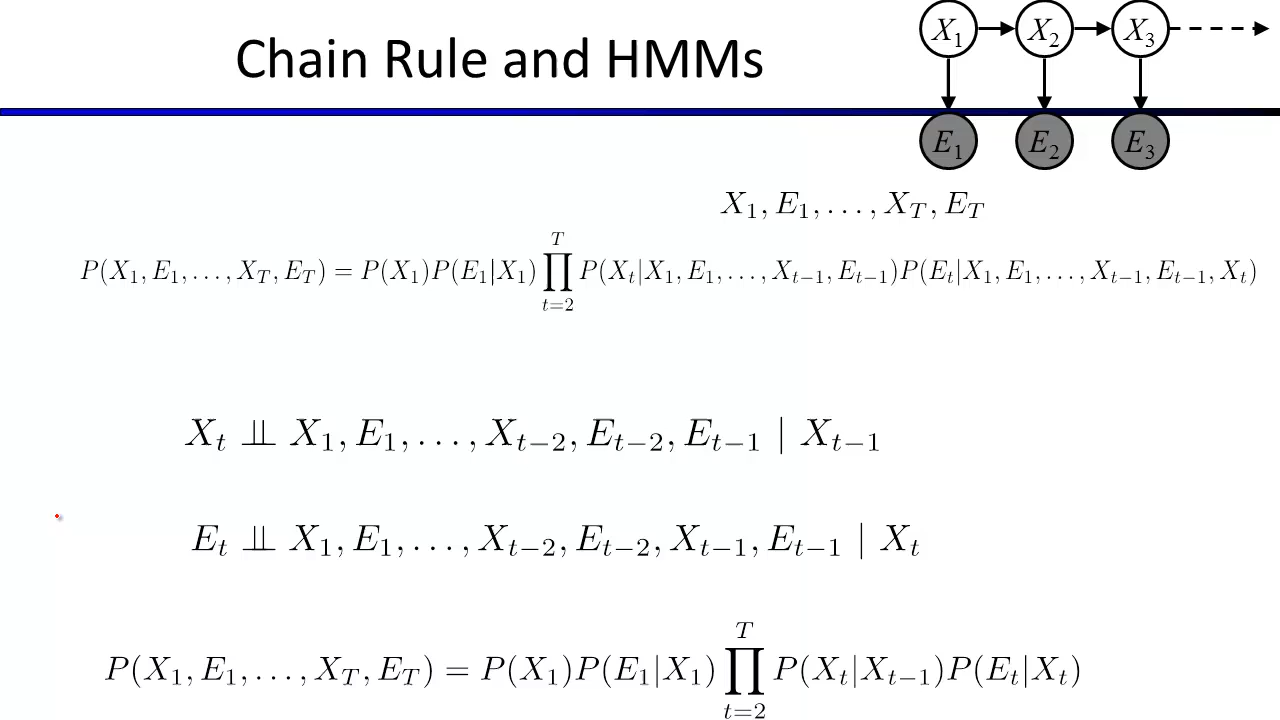 Chain Rule and HMMs
X₁ X₂ X₃
E₁ E₂ E₃
X₁, E₁, . . . , X_T, E_T
P(X₁, E₁, . . . , X_T, E_T) = P(X₁)P(E₁|X₁) ∏_{t=2}^{T} P(X_t|X₁, E₁, . . . , X_{t−1}, E_{t−1})P(E_t|X₁, E₁, . . . , X_{t−1}, E_{t−1}, X_t)
X_t ⫫ X₁, E₁, . . . , X_{t−2}, E_{t−2}, E_{t−1} | X_{t−1}
E_t ⫫ X₁, E₁, . . . , X_{t−2}, E_{t−2}, X_{t−1}, E_{t−1} | X_t
P(X₁, E₁, . . . , X_T, E_T) = P(X₁)P(E₁|X₁) ∏_{t=2}^{T} P(X_t|X_{t−1})P(E_t|X_t)